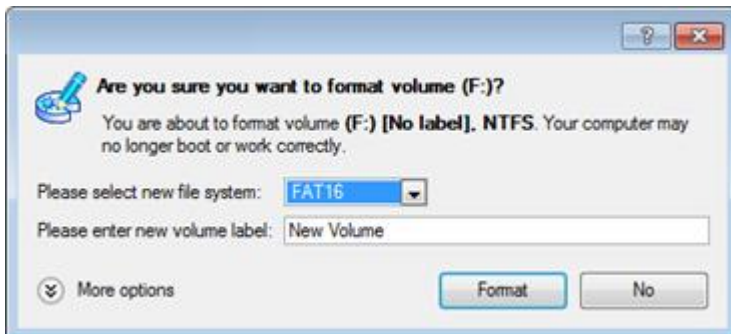 Are you sure you want to format volume (F:)?
You are about to format volume (F:) [No label], NTFS. Your computer may
no longer boot or work correctly.
Please select new file system: FAT16
Please enter new volume label: New Volume
More options Format No